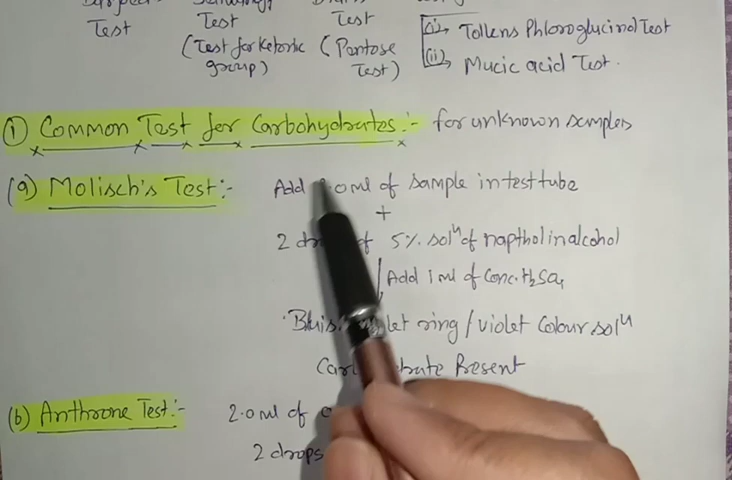 Test Test Test (i) Tollens Phloroglucinol Test
(Test for Ketonic (Pentose
group) Test) (ii) Mucic acid Test.
① Common Test for Carbohydrates:- for unknown samples
(a) Molisch's Test:- Add .0 ml of sample in test tube
+
2 of 5% solⁿ of napthol in alcohol
Add 1 ml of Conc. H₂SO₄
ring / violet Colour solⁿ
Present
(b) Anthrone Test:- 2.0 ml of
2 drops